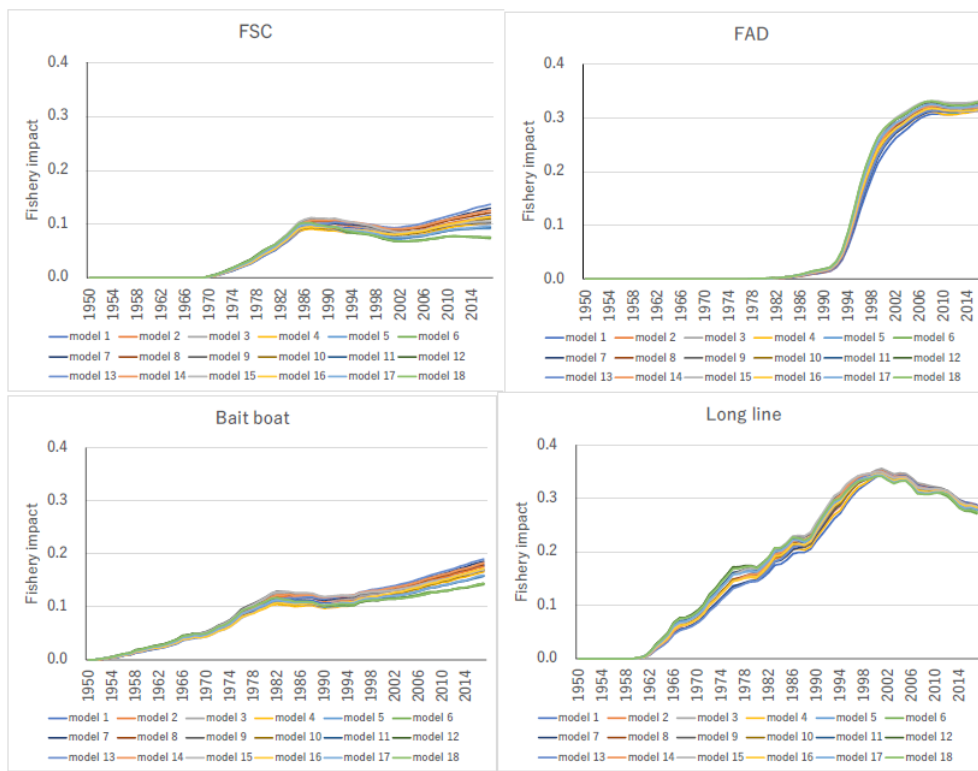 FSC
Fishery impact
0.4
0.3
0.2
0.1
0.0
1950 1954 1958 1962 1966 1970 1974 1978 1982 1986 1990 1994 1998 2002 2006 2010 2014
model 1 model 2 model 3 model 4 model 5 model 6
model 7 model 8 model 9 model 10 model 11 model 12
model 13 model 14 model 15 model 16 model 17 model 18
FAD
Fishery impact
0.4
0.3
0.2
0.1
0.0
1950 1954 1958 1962 1966 1970 1974 1978 1982 1986 1990 1994 1998 2002 2006 2010 2014
model 1 model 2 model 3 model 4 model 5 model 6
model 7 model 8 model 9 model 10 model 11 model 12
model 13 model 14 model 15 model 16 model 17 model 18
Bait boat
Fishery impact
0.4
0.3
0.2
0.1
0.0
1950 1954 1958 1962 1966 1970 1974 1978 1982 1986 1990 1994 1998 2002 2006 2010 2014
model 1 model 2 model 3 model 4 model 5 model 6
model 7 model 8 model 9 model 10 model 11 model 12
model 13 model 14 model 15 model 16 model 17 model 18
Long line
Fishery impact
0.4
0.3
0.2
0.1
0.0
1950 1954 1958 1962 1966 1970 1974 1978 1982 1986 1990 1994 1998 2002 2006 2010 2014
model 1 model 2 model 3 model 4 model 5 model 6
model 7 model 8 model 9 model 10 model 11 model 12
model 13 model 14 model 15 model 16 model 17 model 18